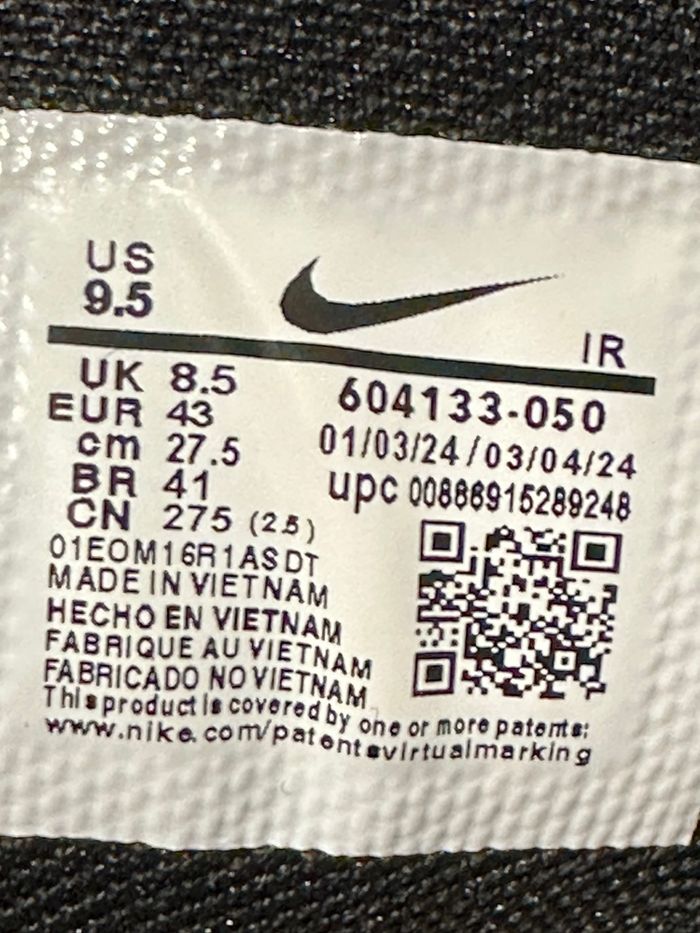 US
9.5
IR
UK 8.5
EUR 43
cm 27.5
BR 41
CN 275 (2.5)
604133-050
01/03/24/03/04/24
upc 00886915289248
01EOM16R1ASDT
MADE IN VIETNAM
HECHO EN VIETNAM
FABRIQUE AU VIETNAM
FABRICADO NO VIETNAM
This product is covered by one or more patents:
www.nike.com/patentsvirtualmarking